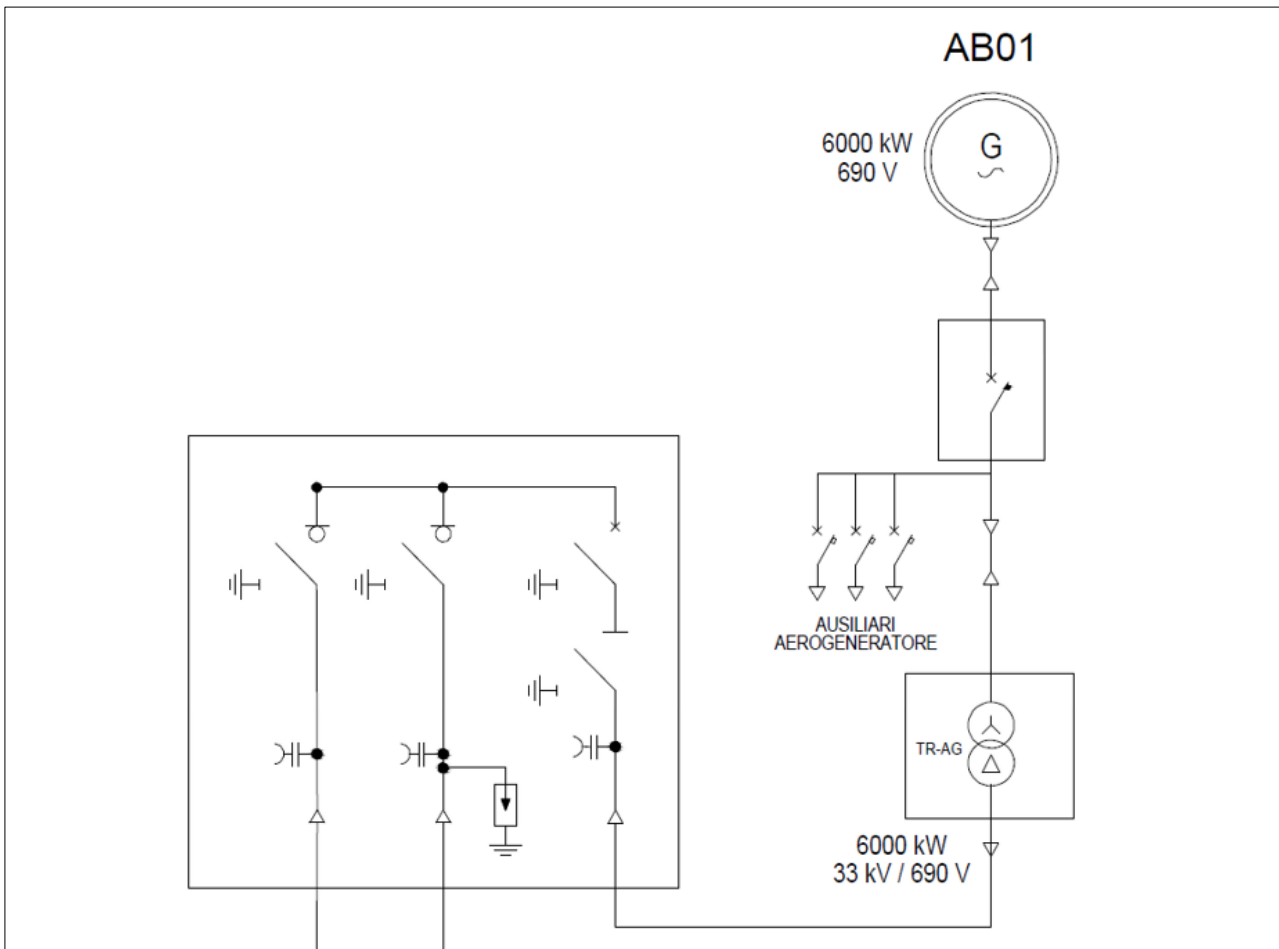 AB01
6000 kW
690 V
G
AUSILIARI
AEROGENERATORE
TR-AG
6000 kW
33 kV / 690 V